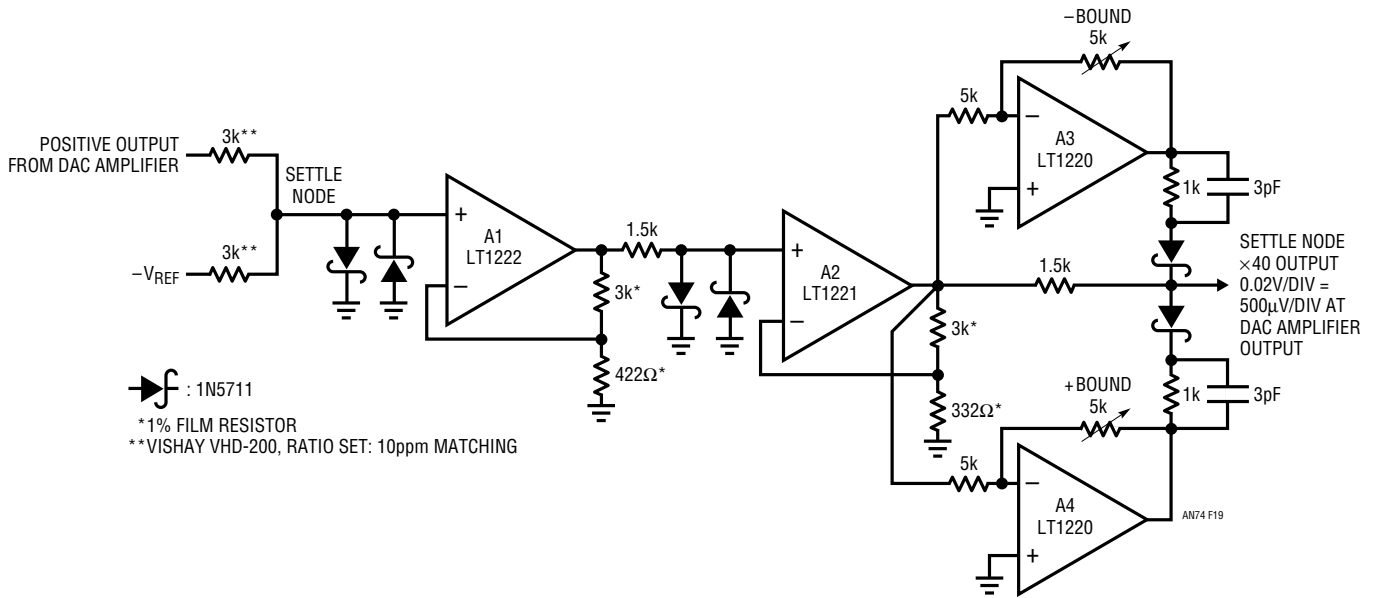 –BOUND
5k
5k
3k**
POSITIVE OUTPUT
FROM DAC AMPLIFIER
–
A3
LT1220
SETTLE
NODE
+
1k
3pF
+
A1
LT1222
1.5k
+
A2
LT1221
SETTLE NODE
×40 OUTPUT
0.02V/DIV =
500µV/DIV AT
DAC AMPLIFIER
OUTPUT
3k**
–VREF
–
3k*
1.5k
–
3k*
422Ω*
: 1N5711
*1% FILM RESISTOR
**VISHAY VHD-200, RATIO SET: 10ppm MATCHING
332Ω*
+BOUND
5k
1k
3pF
5k
–
A4
LT1220
+
AN74 F19